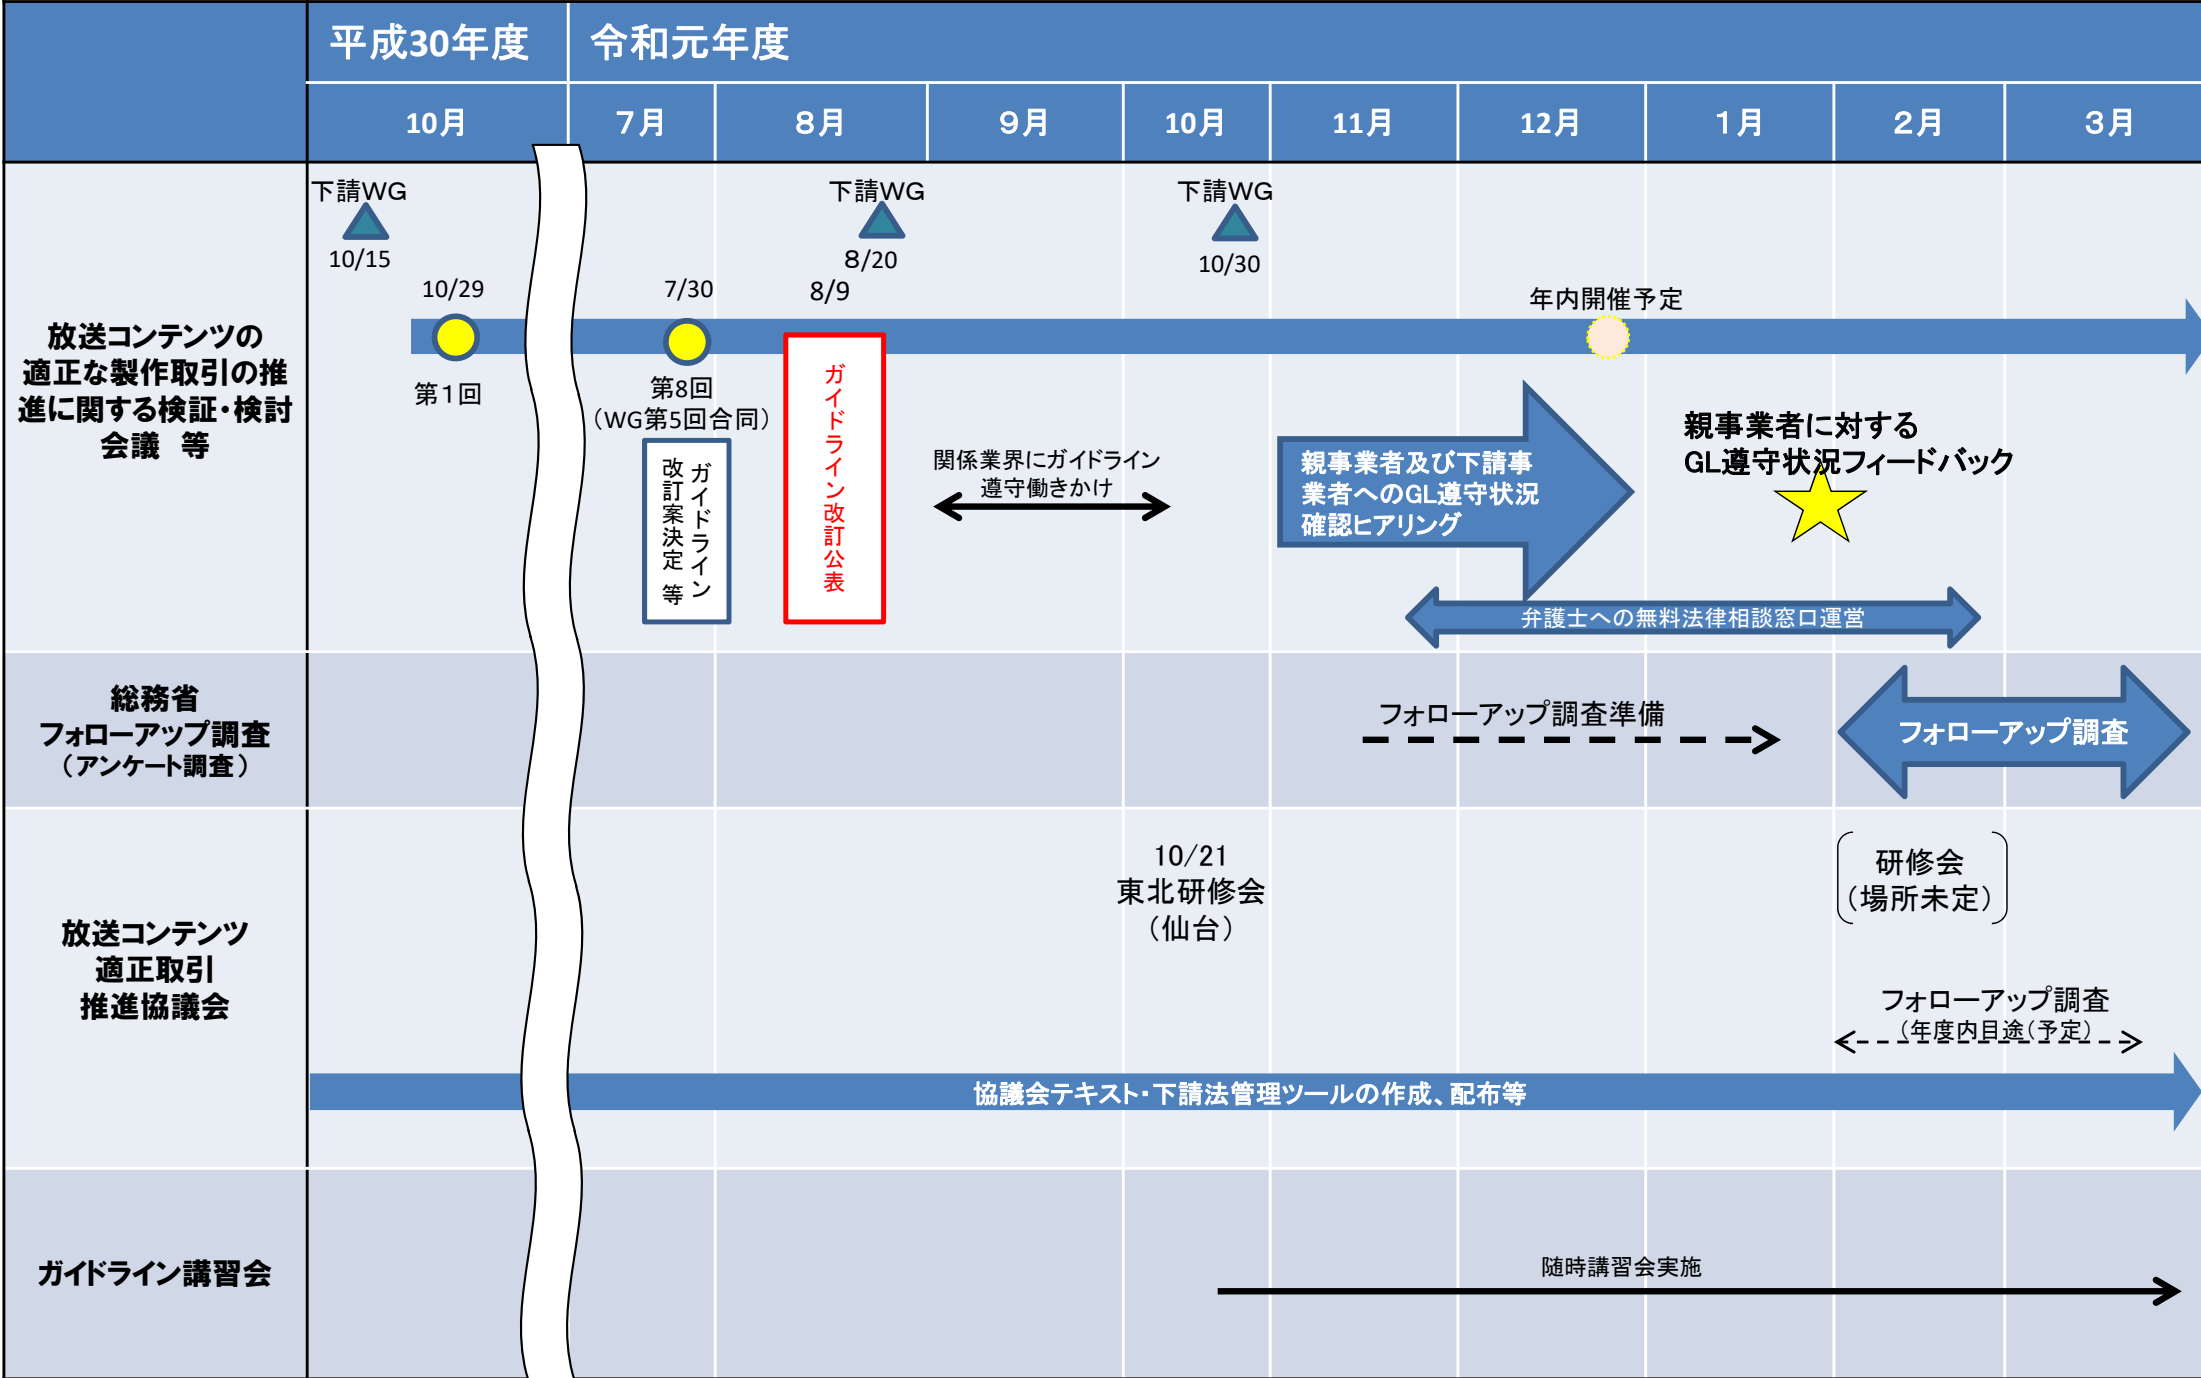 平成30年度
令和元年度
10月
7月
8月
9月
10月
11月
12月
1月
2月
3月
放送コンテンツの
適正な製作取引の推
進に関する検証・検討
会議　等
下請WG
10/15
10/29
第1回
7/30
第8回
（WG第5回合同）
ガイドライン
改訂案決定 等
下請WG
8/20
8/9
ガイドライン改訂公表
関係業界にガイドライン
遵守働きかけ
下請WG
10/30
親事業者及び下請事
業者へのGL遵守状況
確認ヒアリング
年内開催予定
親事業者に対する
GL遵守状況フィードバック
弁護士への無料法律相談窓口運営
総務省
フォローアップ調査
（アンケート調査）
フォローアップ調査準備
フォローアップ調査
放送コンテンツ
適正取引
推進協議会
10/21
東北研修会
（仙台）
研修会
（場所未定）
フォローアップ調査
（年度内目途（予定）
協議会テキスト・下請法管理ツールの作成、配布等
ガイドライン講習会
随時講習会実施